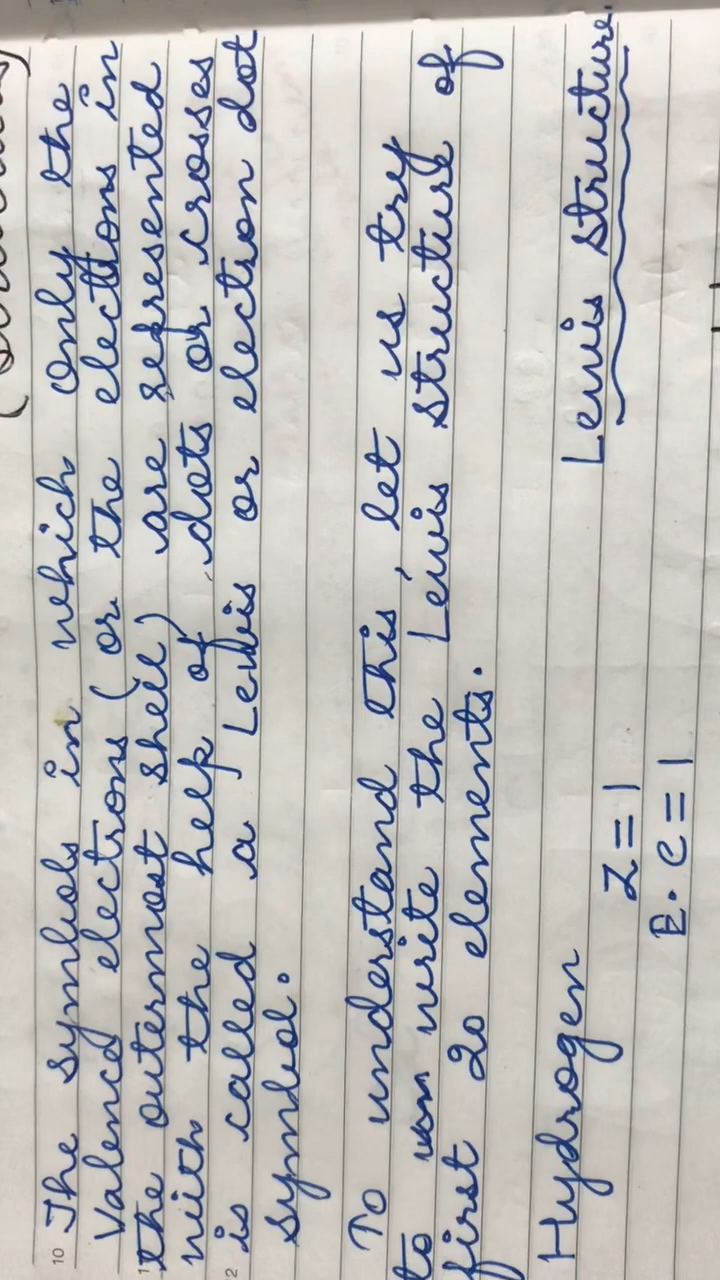 10 The symbols in which only the
Valence electrons (or the electrons in
the outermost shell) are represented
with the help of dots or crosses
2 is called a Lewis or electron dot
symbol.
To understand this, let us try
to write the Lewis structure of
first 20 elements.
Hydrogen Lewis structure.
Z=1
E.C=1